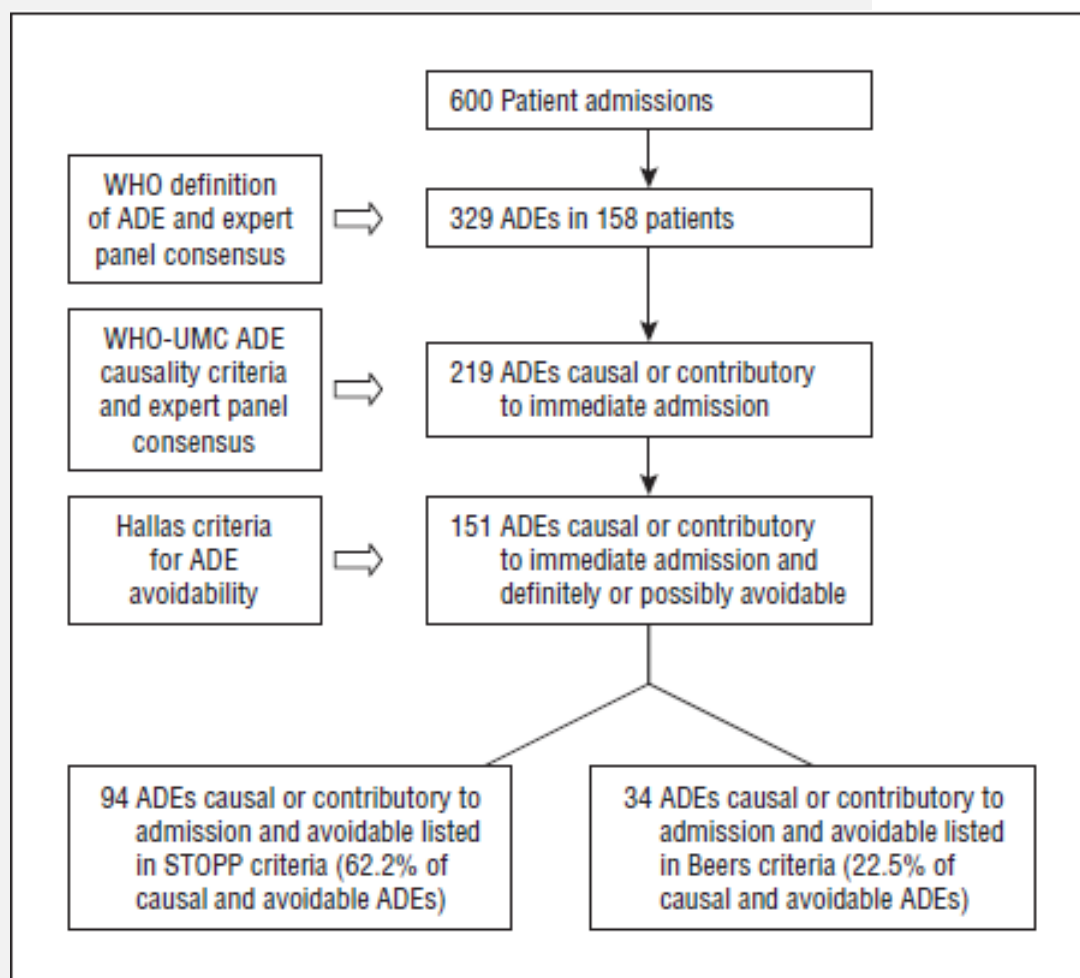 600 Patient admissions
WHO definition
of ADE and expert
panel consensus
329 ADEs in 158 patients
WHO-UMC ADE
causality criteria
and expert panel
consensus
219 ADEs causal or contributory
to immediate admission
Hallas criteria
for ADE
avoidability
151 ADEs causal or contributory
to immediate admission and
definitely or possibly avoidable
94 ADEs causal or contributory to
admission and avoidable listed
in STOPP criteria (62.2% of
causal and avoidable ADEs)
34 ADEs causal or contributory to
admission and avoidable listed
in Beers criteria (22.5% of
causal and avoidable ADEs)